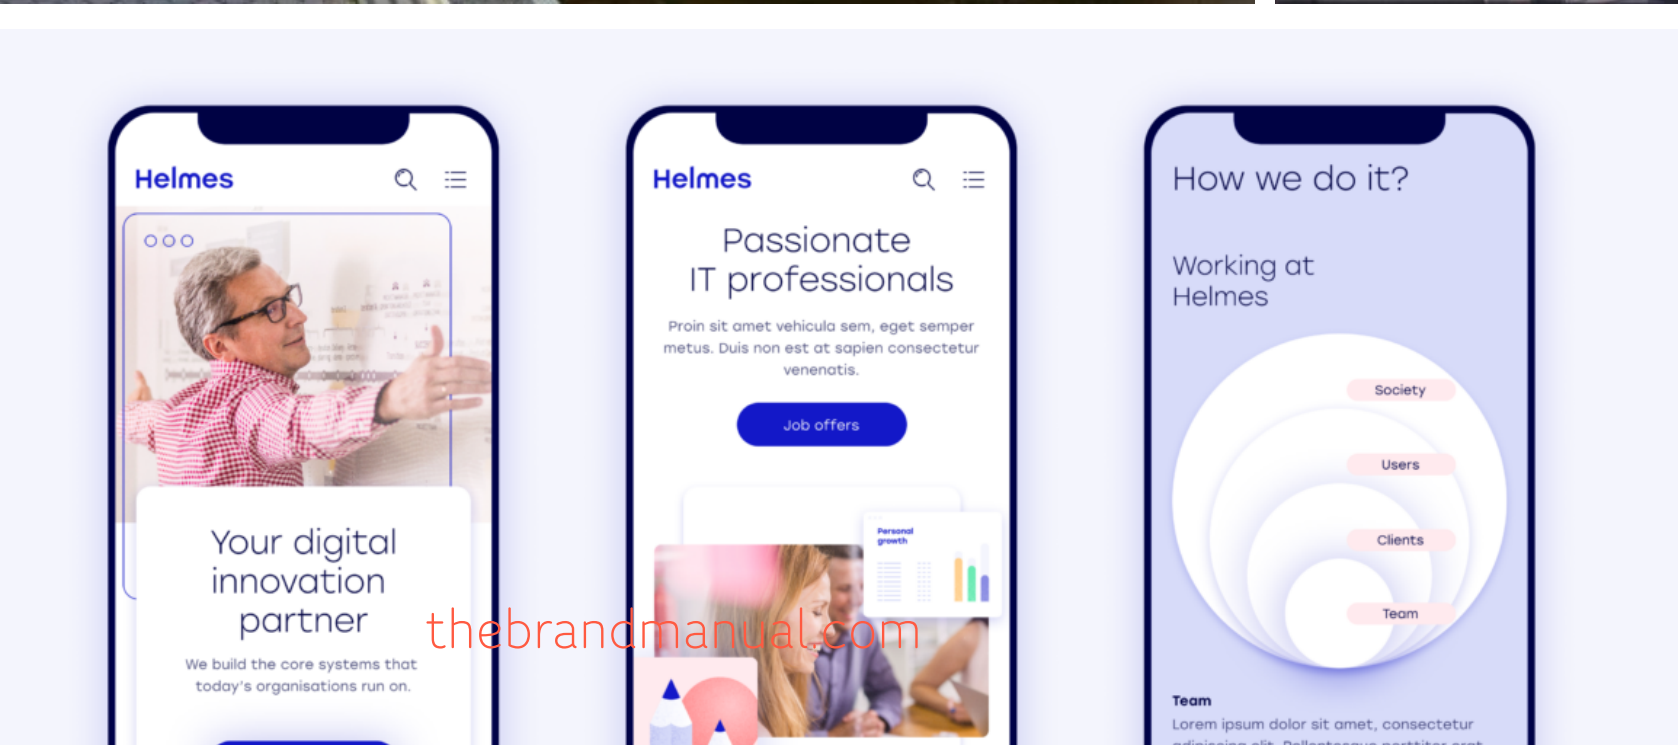 Helmes
Your digital
innovation
partner
We build the core systems that
today's organisations run on.
Helmes
Passionate
IT professionals
Proin sit amet vehicula sem, eget semper
metus. Duis non est at sapien consectetur
venenatis.
Job offers
Personal
growth
thebrandmanual.com
How we do it?
Working at
Helmes
Society
Users
Clients
Team
Team
Lorem ipsum dolor sit amet, consectetur